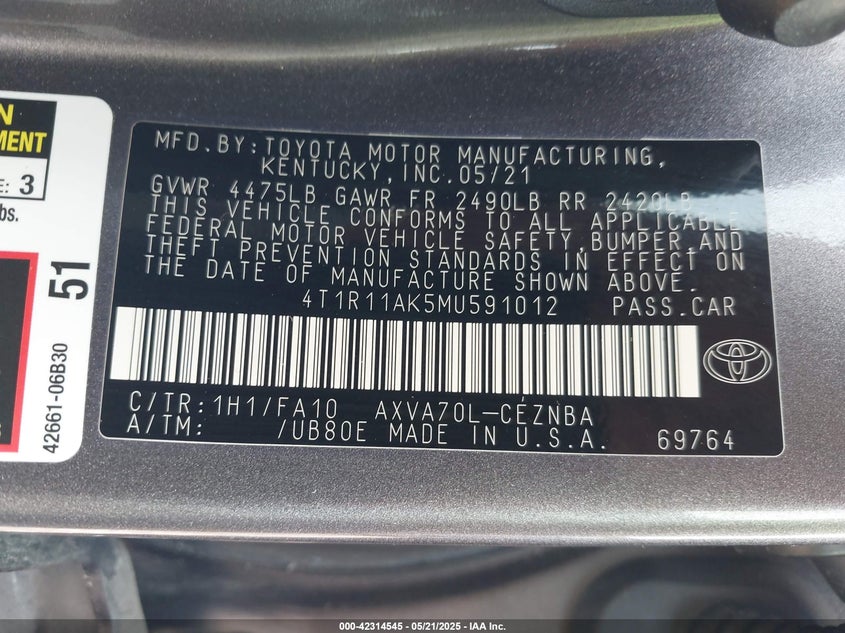 N
MENT
E: 3
bs.
51
42661-06B30
MFD.BY:TOYOTA MOTOR MANUFACTURING,
KENTUCKY,INC.05/21
GVWR 4475LB GAWR FR 2490LB RR 2420LB
THIS VEHICLE CONFORMS TO ALL APPLICABLE
FEDERAL MOTOR VEHICLE SAFETY,BUMPER,AND
THEFT PREVENTION STANDARDS IN EFFECT ON
THE DATE OF MANUFACTURE SHOWN ABOVE.
4T1R11AK5MU591012 PASS.CAR
C/TR:1H1/FA10 AXVA70L-CEZNBA
A/TM: /UB80E MADE IN U.S.A. 69764
000-42314545 - 05/21/2025 - IAA Inc.